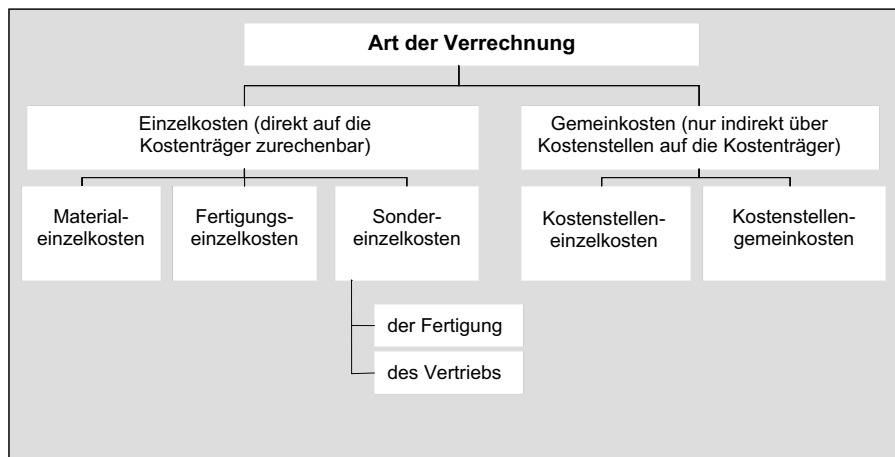 Art der Verrechnung
Einzelkosten (direkt auf die
Kostenträger zurechenbar)
Gemeinkosten (nur indirekt über
Kostenstellen auf die Kostenträger)
Material-
einzelkosten
Fertigungs-
einzelkosten
Sonder-
einzelkosten
Kostenstellen-
einzelkosten
Kostenstellen-
gemeinkosten
der Fertigung
des Vertriebs